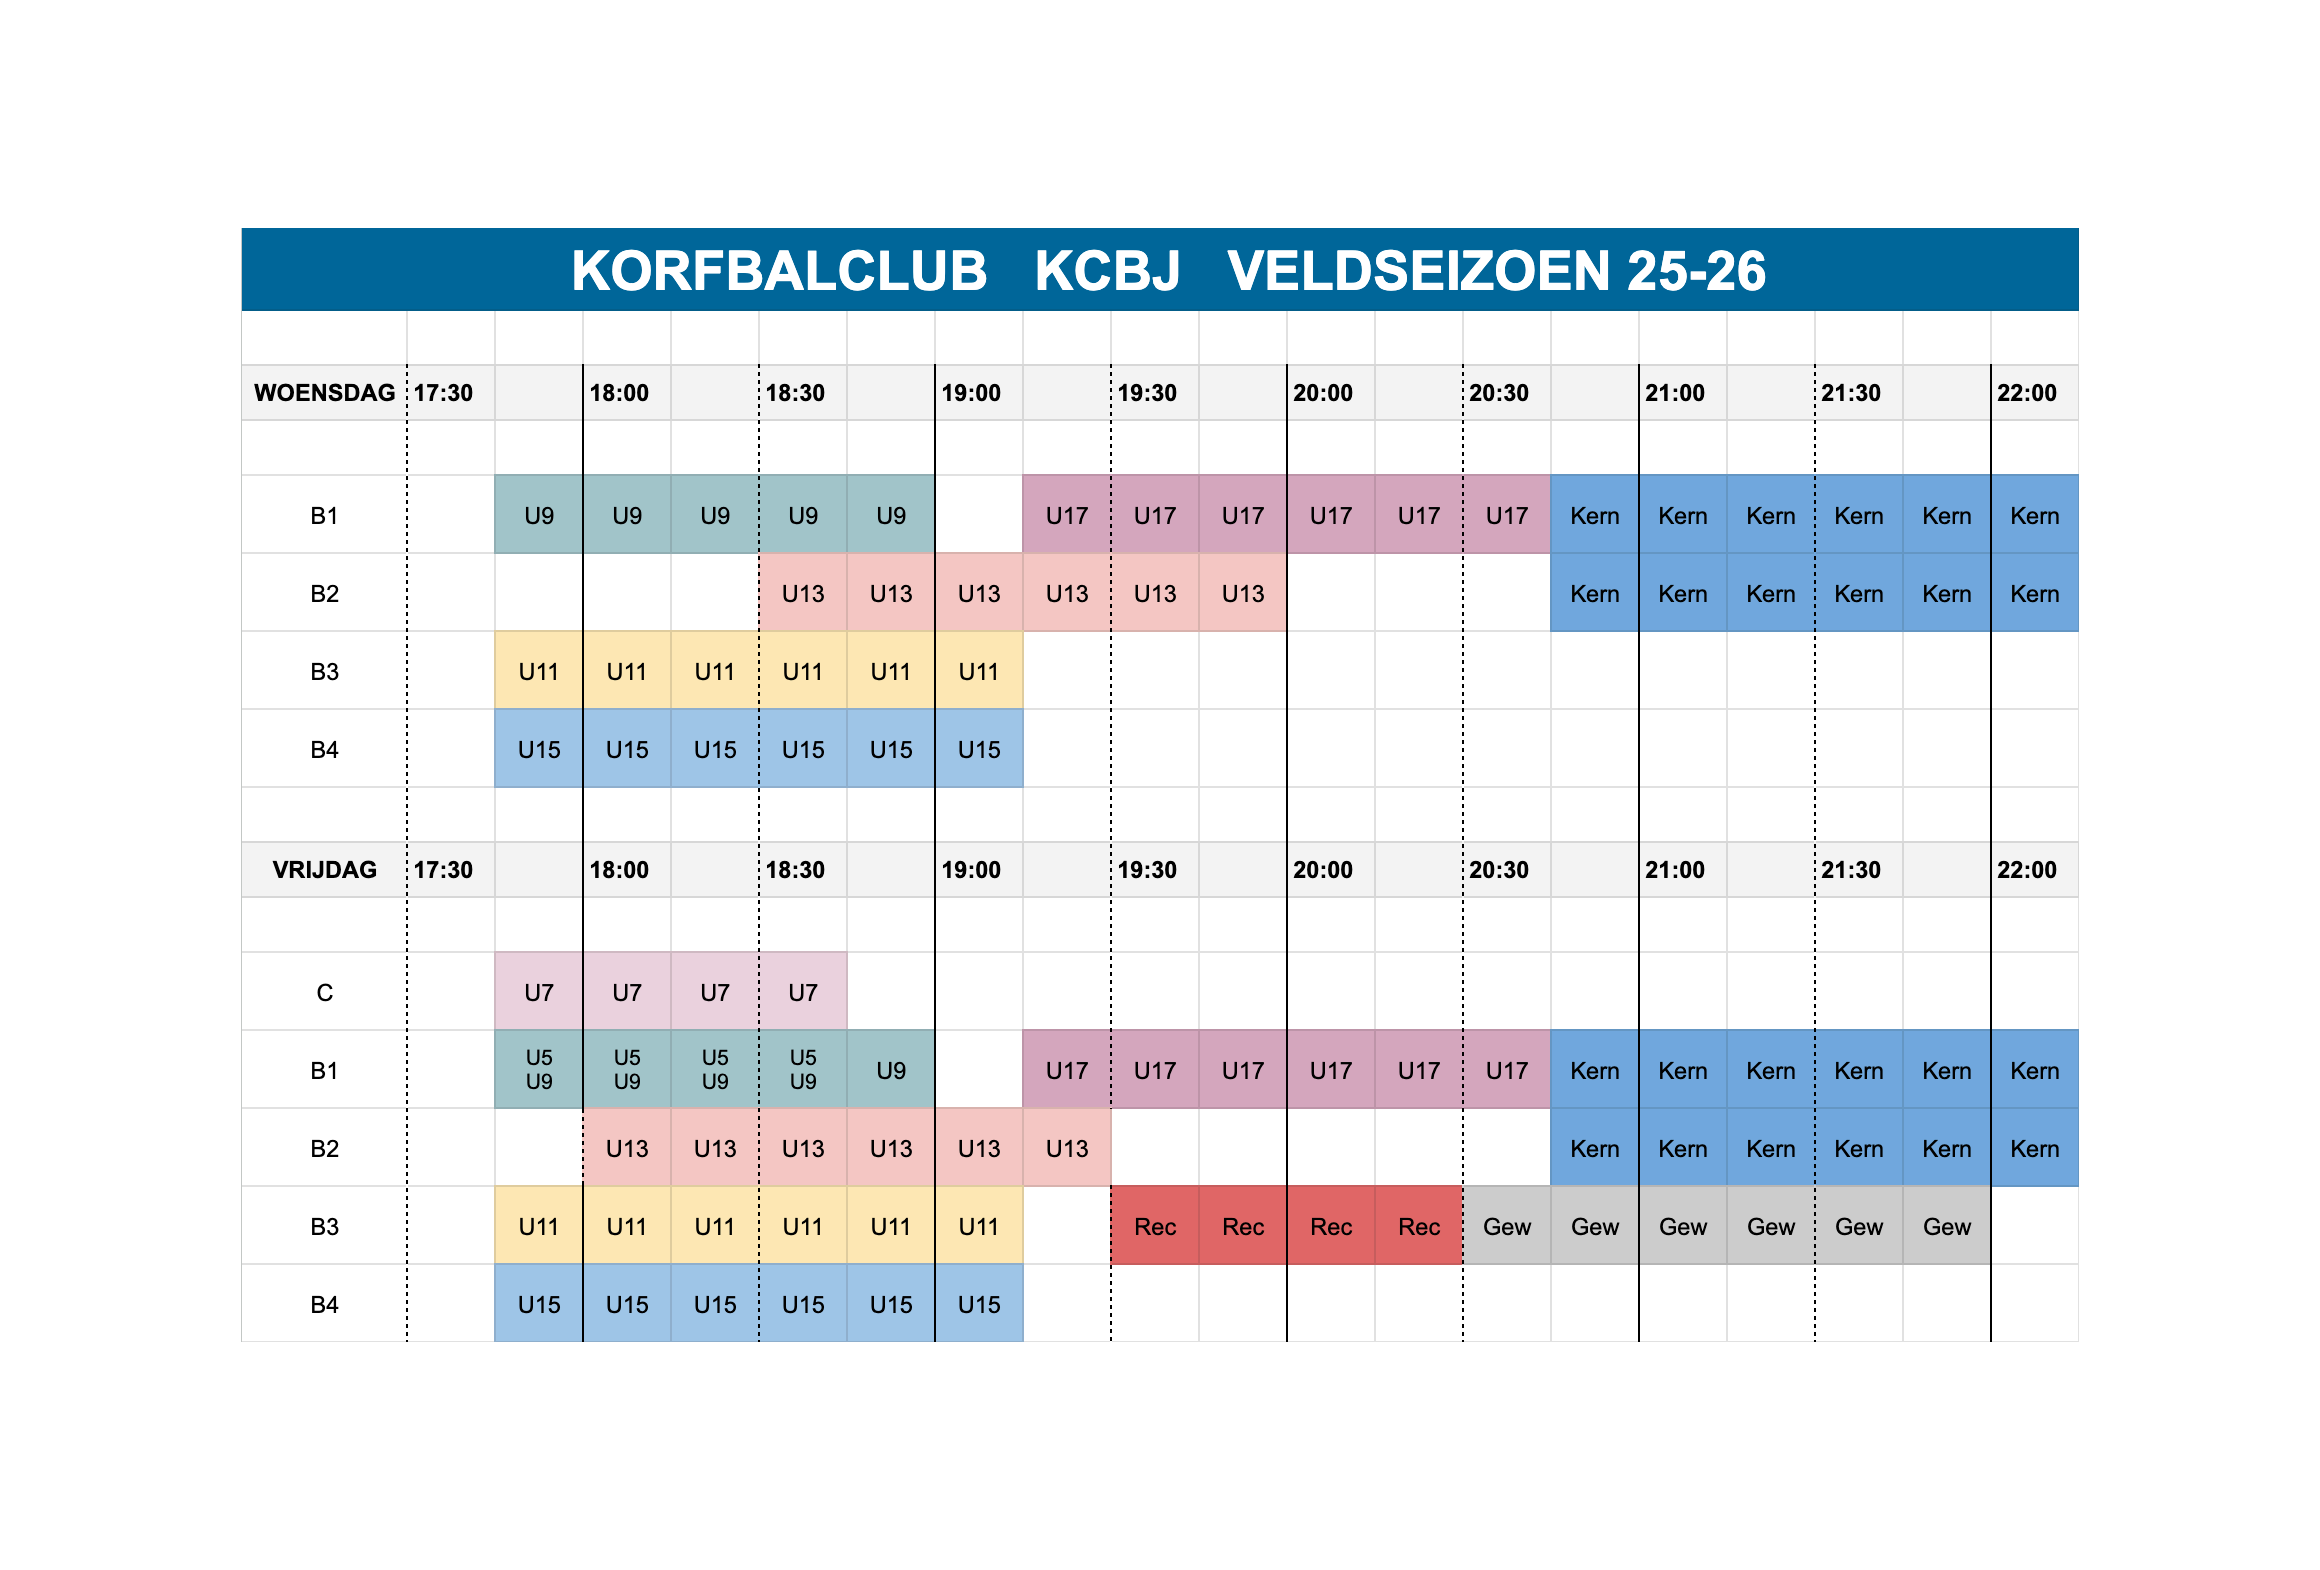 KORFBALCLUB KCBJ VELDSEIZOEN 25-26
WOENSDAG 17:30 18:00 18:30 19:00 19:30 20:00 20:30 21:00 21:30 22:00
B1 U9 U9 U9 U9 U9 U17 U17 U17 U17 U17 U17 Kern Kern Kern Kern Kern Kern
B2 U13 U13 U13 U13 U13 U13 Kern Kern Kern Kern Kern Kern
B3 U11 U11 U11 U11 U11 U11
B4 U15 U15 U15 U15 U15 U15
VRIJDAG 17:30 18:00 18:30 19:00 19:30 20:00 20:30 21:00 21:30 22:00
C U7 U7 U7 U7
B1 U5 U9 U5 U9 U5 U9 U5 U9 U9 U17 U17 U17 U17 U17 U17 Kern Kern Kern Kern Kern Kern
B2 U13 U13 U13 U13 U13 U13 Kern Kern Kern Kern Kern Kern
B3 U11 U11 U11 U11 U11 U11 Rec Rec Rec Rec Gew Gew Gew Gew Gew Gew
B4 U15 U15 U15 U15 U15 U15